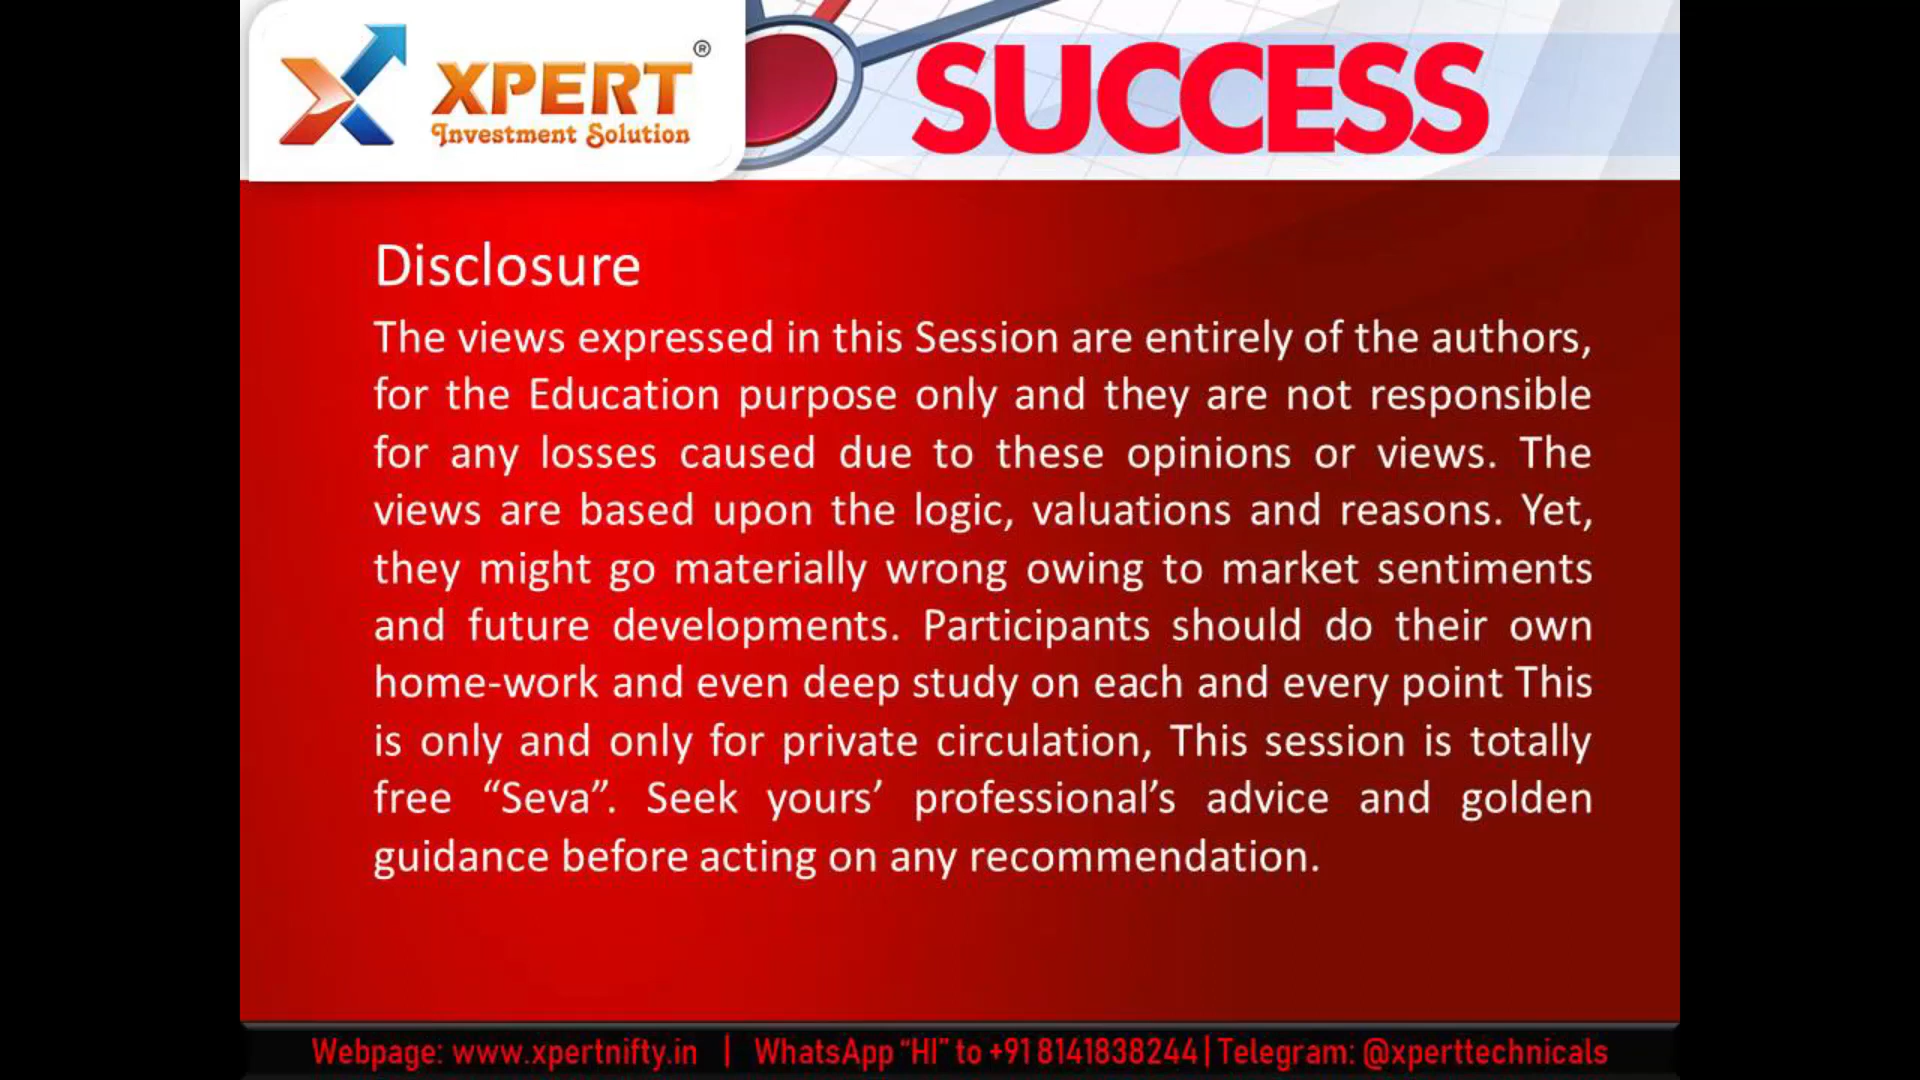 XPERT®
Investment Solution
SUCCESS
Disclosure
The views expressed in this Session are entirely of the authors,
for the Education purpose only and they are not responsible
for any losses caused due to these opinions or views. The
views are based upon the logic, valuations and reasons. Yet,
they might go materially wrong owing to market sentiments
and future developments. Participants should do their own
home-work and even deep study on each and every point This
is only and only for private circulation, This session is totally
free “Seva”. Seek yours’ professional’s advice and golden
guidance before acting on any recommendation.
Webpage: www.xpertnifty.in | WhatsApp “HI” to +91 8141838244 | Telegram: @xperttechnicals